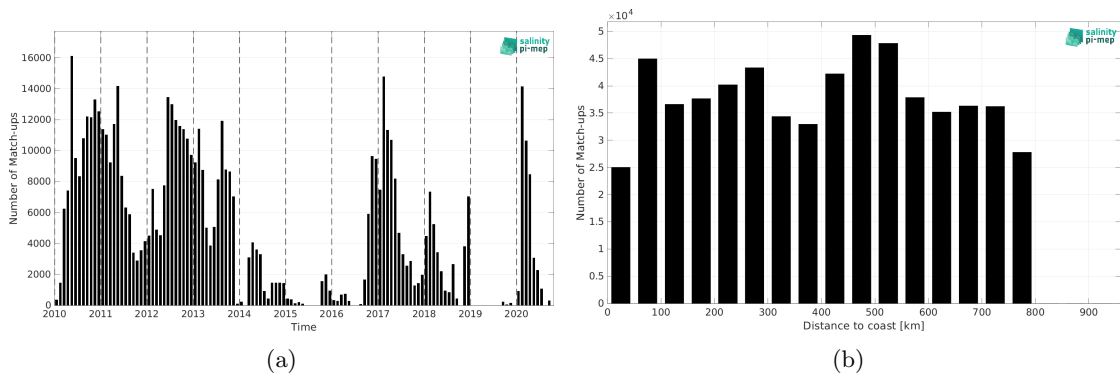 salinity
pi-mep
16000
14000
12000
10000
8000
6000
4000
2000
0
Number of Match-ups
2010 2011 2012 2013 2014 2015 2016 2017 2018 2019 2020
Time
(a)
×10⁴
salinity
pi-mep
5
4.5
4
3.5
3
2.5
2
1.5
1
0.5
0
Number of Match-ups
0 100 200 300 400 500 600 700 800 900
Distance to coast [km]
(b)